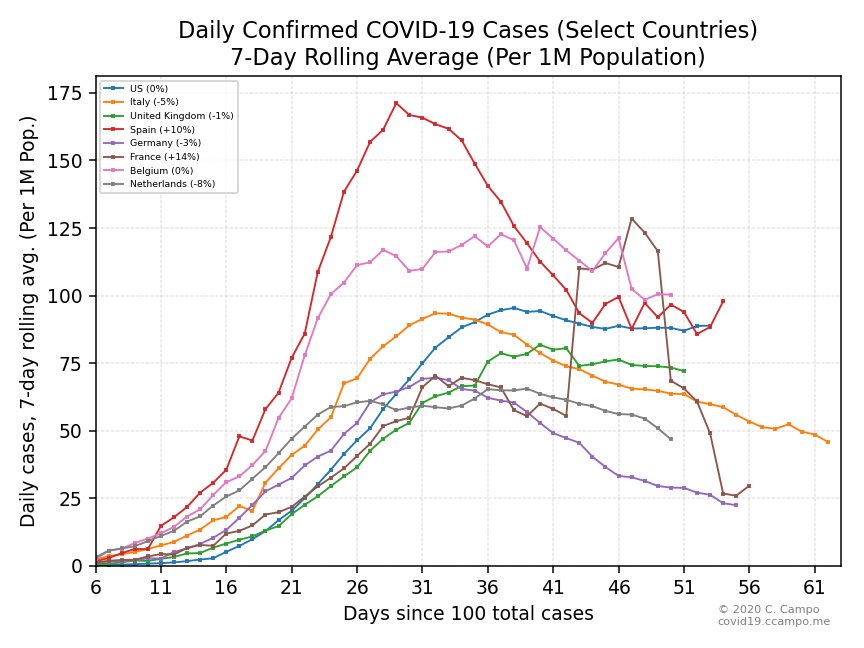 Daily Confirmed COVID-19 Cases (Select Countries)
7-Day Rolling Average (Per 1M Population)
Daily cases, 7-day rolling avg. (Per 1M Pop.)
175
150
125
100
75
50
25
0
US (0%)
Italy (-5%)
United Kingdom (-1%)
Spain (+10%)
Germany (-3%)
France (+14%)
Belgium (0%)
Netherlands (-8%)
6 11 16 21 26 31 36 41 46 51 56 61
Days since 100 total cases
© 2020 C. Campo
covid19.ccampo.me